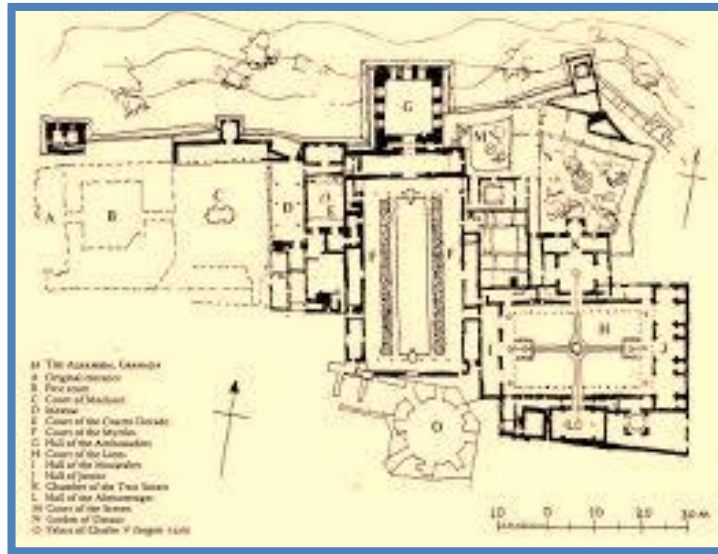 THE ALHAMBRA, GRANADA
A Original entrance
B First court
C Court of Machuca
D Mexuar
E Court of the Cuarto Dorado
F Court of the Myrtles
G Hall of the Ambassadors
H Court of the Lions
I Hall of the Mocárabes
J Hall of Justice
K Chamber of the Two Sisters
L Hall of the Abencerrages
M Court of the Screen
N Garden of Daraxa
O Palace of Charles V (begun
A
B
C
D
E
F
F
G
M
N
K
H
I
J
L
O
10 0 10 20 30 M